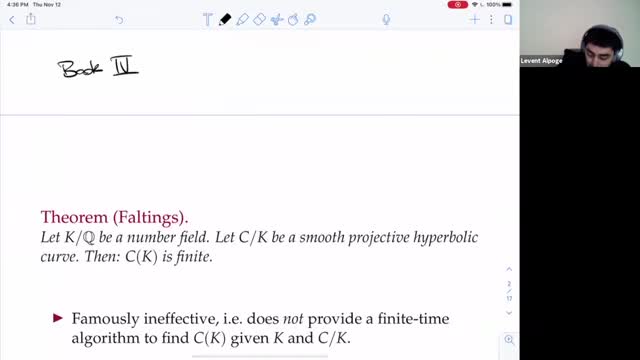 4:36 PM Thu Nov 12
100%
Book IV
Levent Alpoge
Theorem (Faltings).
Let K/ℚ be a number field. Let C/K be a smooth projective hyperbolic
curve. Then: C(K) is finite.
2
17
▶ Famously ineffective, i.e. does not provide a finite-time
algorithm to find C(K) given K and C/K.